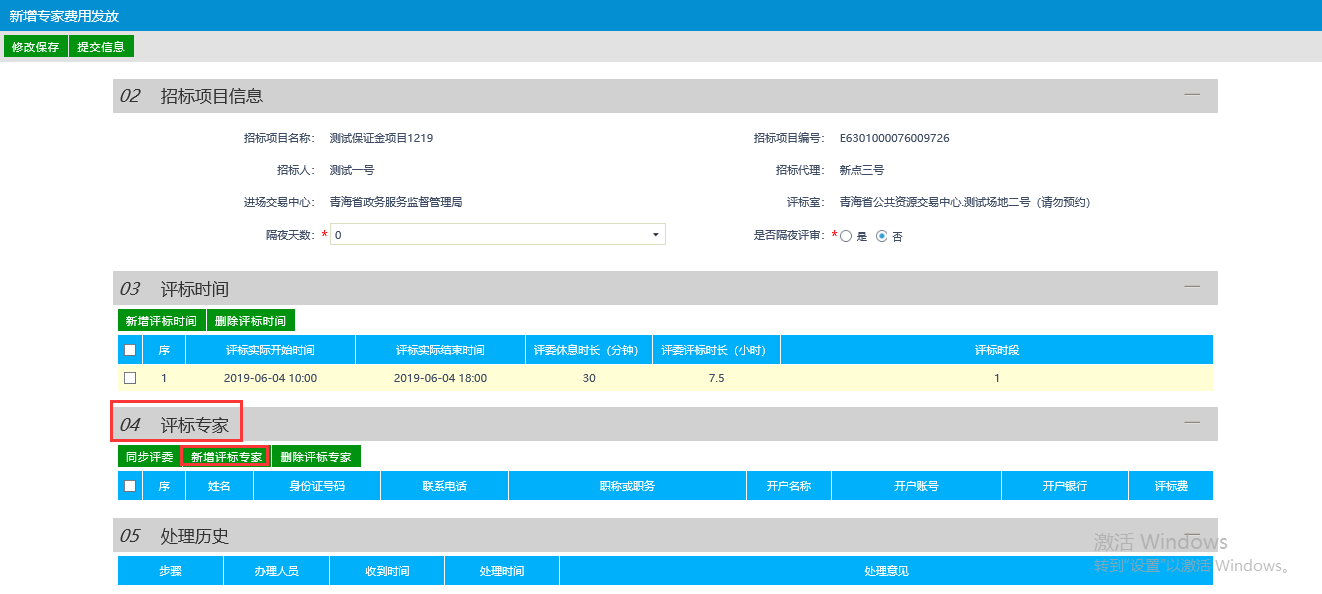 新增专家费用发放
修改保存 提交信息
02 招标项目信息
招标项目名称： 测试保证金项目1219 招标项目编号： E6301000076009726
招标人： 测试一号 招标代理： 新点三号
进场交易中心： 青海省政务服务监督管理局 评标室： 青海省公共资源交易中心.测试场地二号（请勿预约）
隔夜天数：* 0 是否隔夜评审：* 是 否
03 评标时间
新增评标时间 删除评标时间
序 评标实际开始时间 评标实际结束时间 评委休息时长（分钟） 评委评标时长（小时） 评标时段
1 2019-06-04 10:00 2019-06-04 18:00 30 7.5 1
04 评标专家
同步评委 新增评标专家 删除评标专家
序 姓名 身份证号码 联系电话 职称或职务 开户名称 开户账号 开户银行 评标费
05 处理历史
激活 Windows
步骤 办理人员 收到时间 处理时间 处理意见
转到"设置"以激活 Windows。